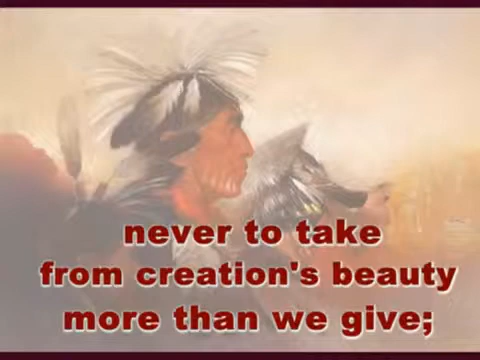 never to take
from creation's beauty
more than we give;